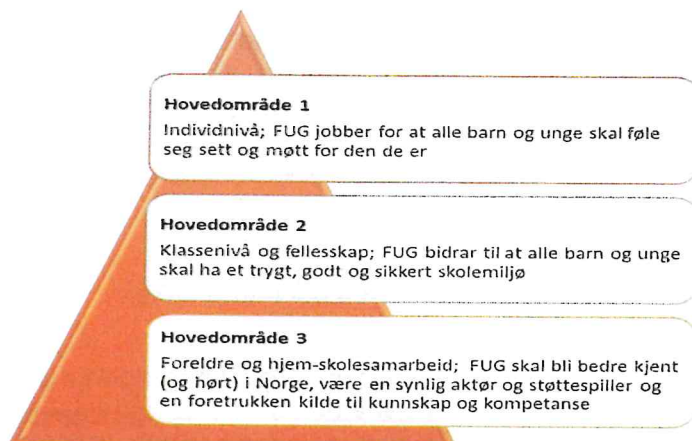 Hovedområde 1
Individnivå; FUG jobber for at alle barn og unge skal føle
seg sett og møtt for den de er
Hovedområde 2
Klassenivå og fellesskap; FUG bidrar til at alle barn og unge
skal ha et trygt, godt og sikkert skolemiljø
Hovedområde 3
Foreldre og hjem-skolesamarbeid; FUG skal bli bedre kjent
(og hørt) i Norge, være en synlig aktør og støttespiller og
en foretrukken kilde til kunnskap og kompetanse